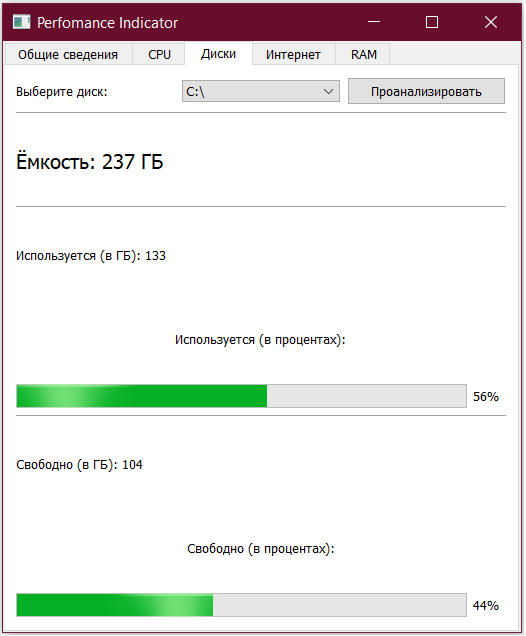 Perfomance Indicator
Общие сведения CPU Диски Интернет RAM
Выберите диск: C:\ Проанализировать
Ёмкость: 237 ГБ
Используется (в ГБ): 133
Используется (в процентах):
56%
Свободно (в ГБ): 104
Свободно (в процентах):
44%